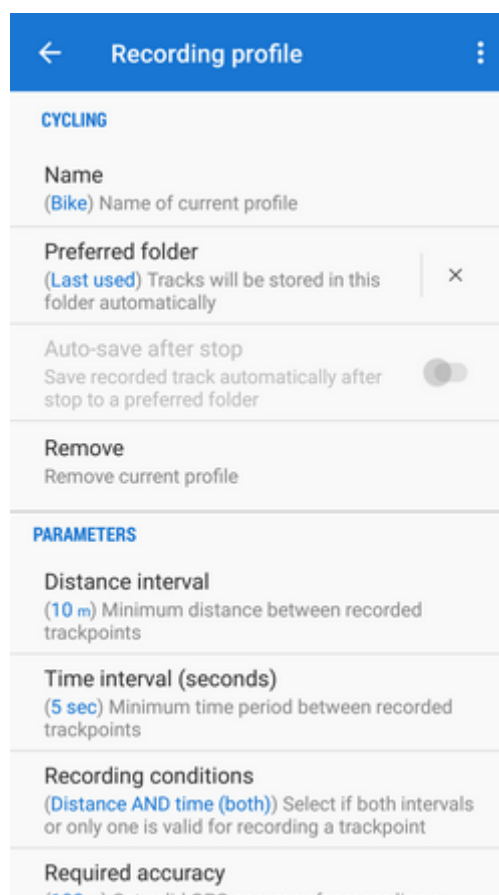 Recording profile
CYCLING
Name
(Bike) Name of current profile
Preferred folder
(Last used) Tracks will be stored in this
folder automatically
Auto-save after stop
Save recorded track automatically after
stop to a preferred folder
Remove
Remove current profile
PARAMETERS
Distance interval
(10 m) Minimum distance between recorded
trackpoints
Time interval (seconds)
(5 sec) Minimum time period between recorded
trackpoints
Recording conditions
(Distance AND time (both)) Select if both intervals
or only one is valid for recording a trackpoint
Required accuracy